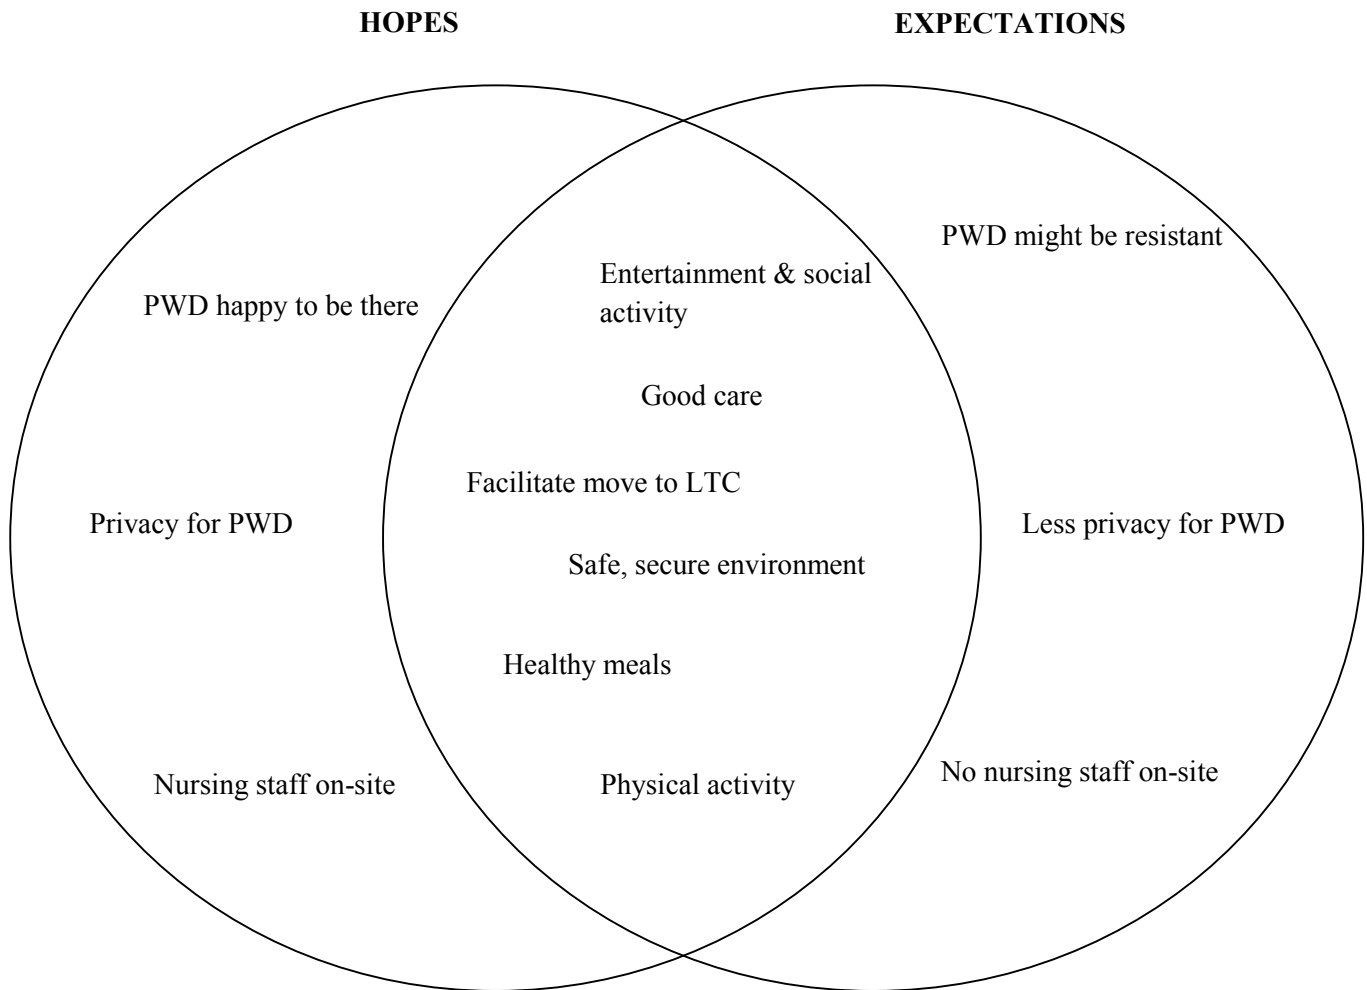 HOPES
EXPECTATIONS
PWD might be resistant
Entertainment & social
activity
PWD happy to be there
Good care
Facilitate move to LTC
Privacy for PWD
Less privacy for PWD
Safe, secure environment
Healthy meals
Nursing staff on-site
Physical activity
No nursing staff on-site